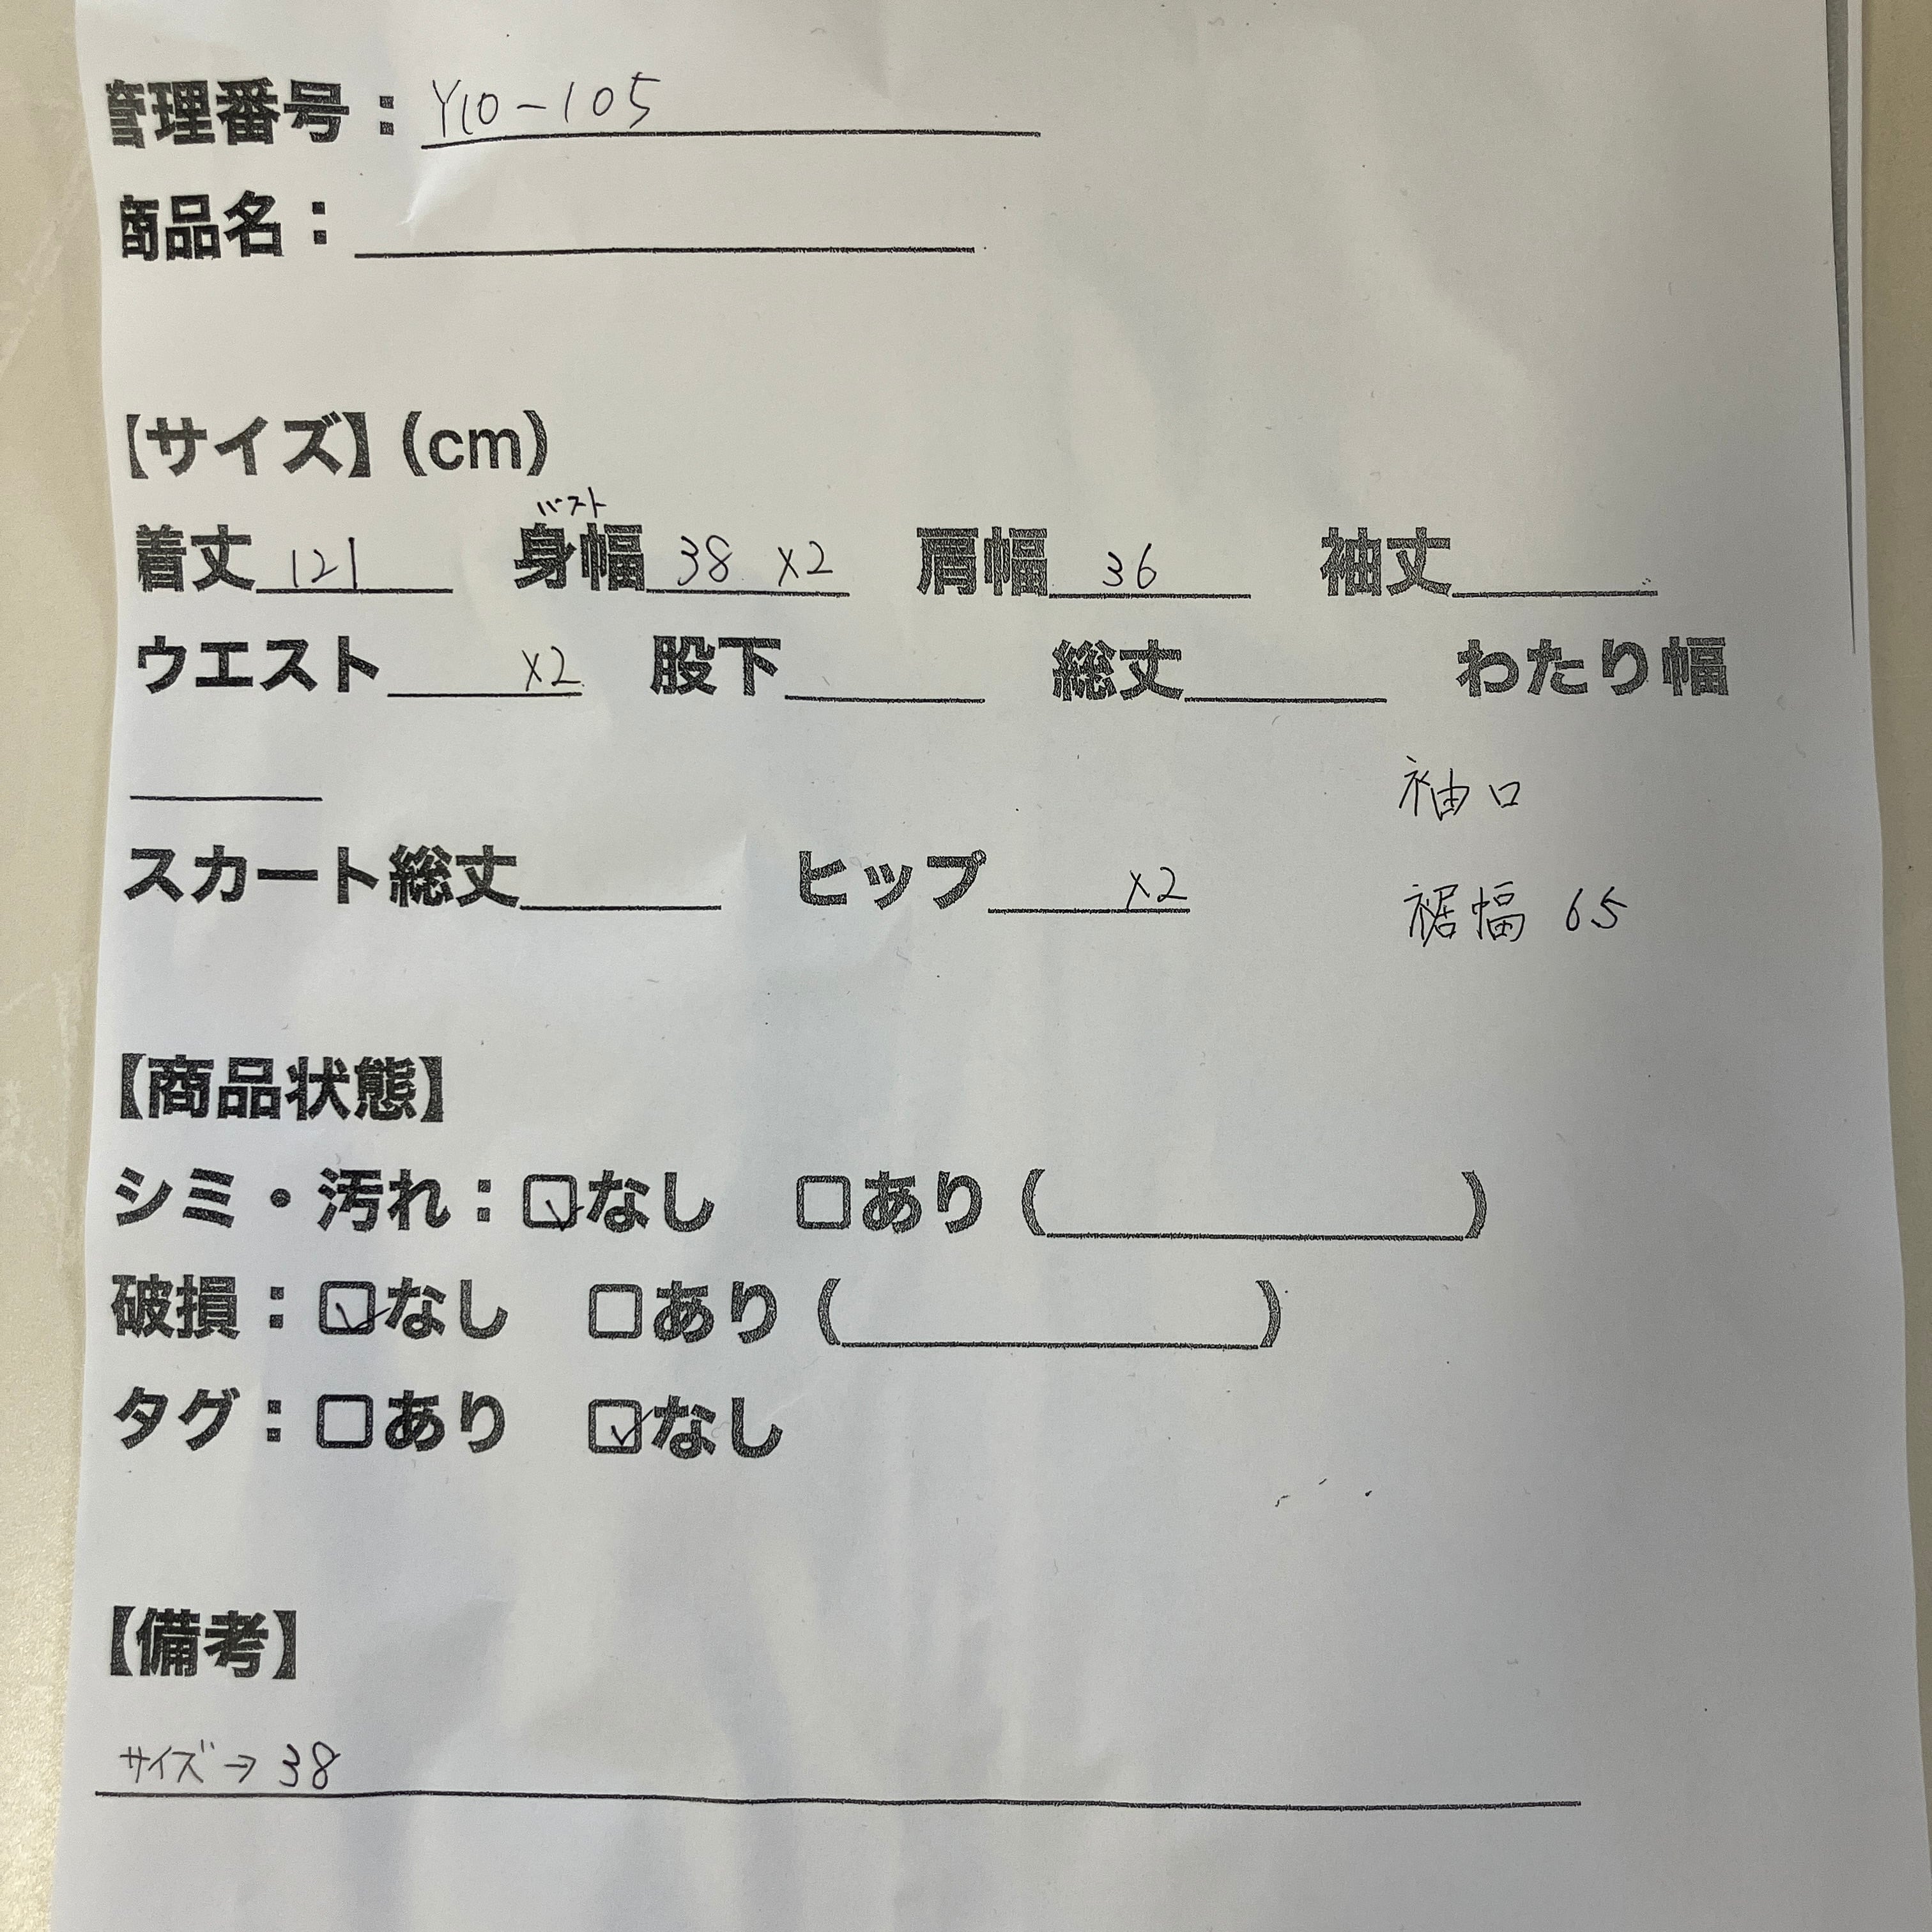 管理番号：Y10-105
商品名：
【サイズ】(cm)
バスト
着丈 121 身幅 38 ×2 肩幅 36 袖丈
ウエスト ×2 股下 総丈 わたり幅
袖口
スカート総丈 ヒップ ×2
裾幅 65
【商品状態】
シミ・汚れ：☑なし □あり（ ）
破損：☑なし □あり（ ）
タグ：□あり ☑なし
【備考】
サイズ→38